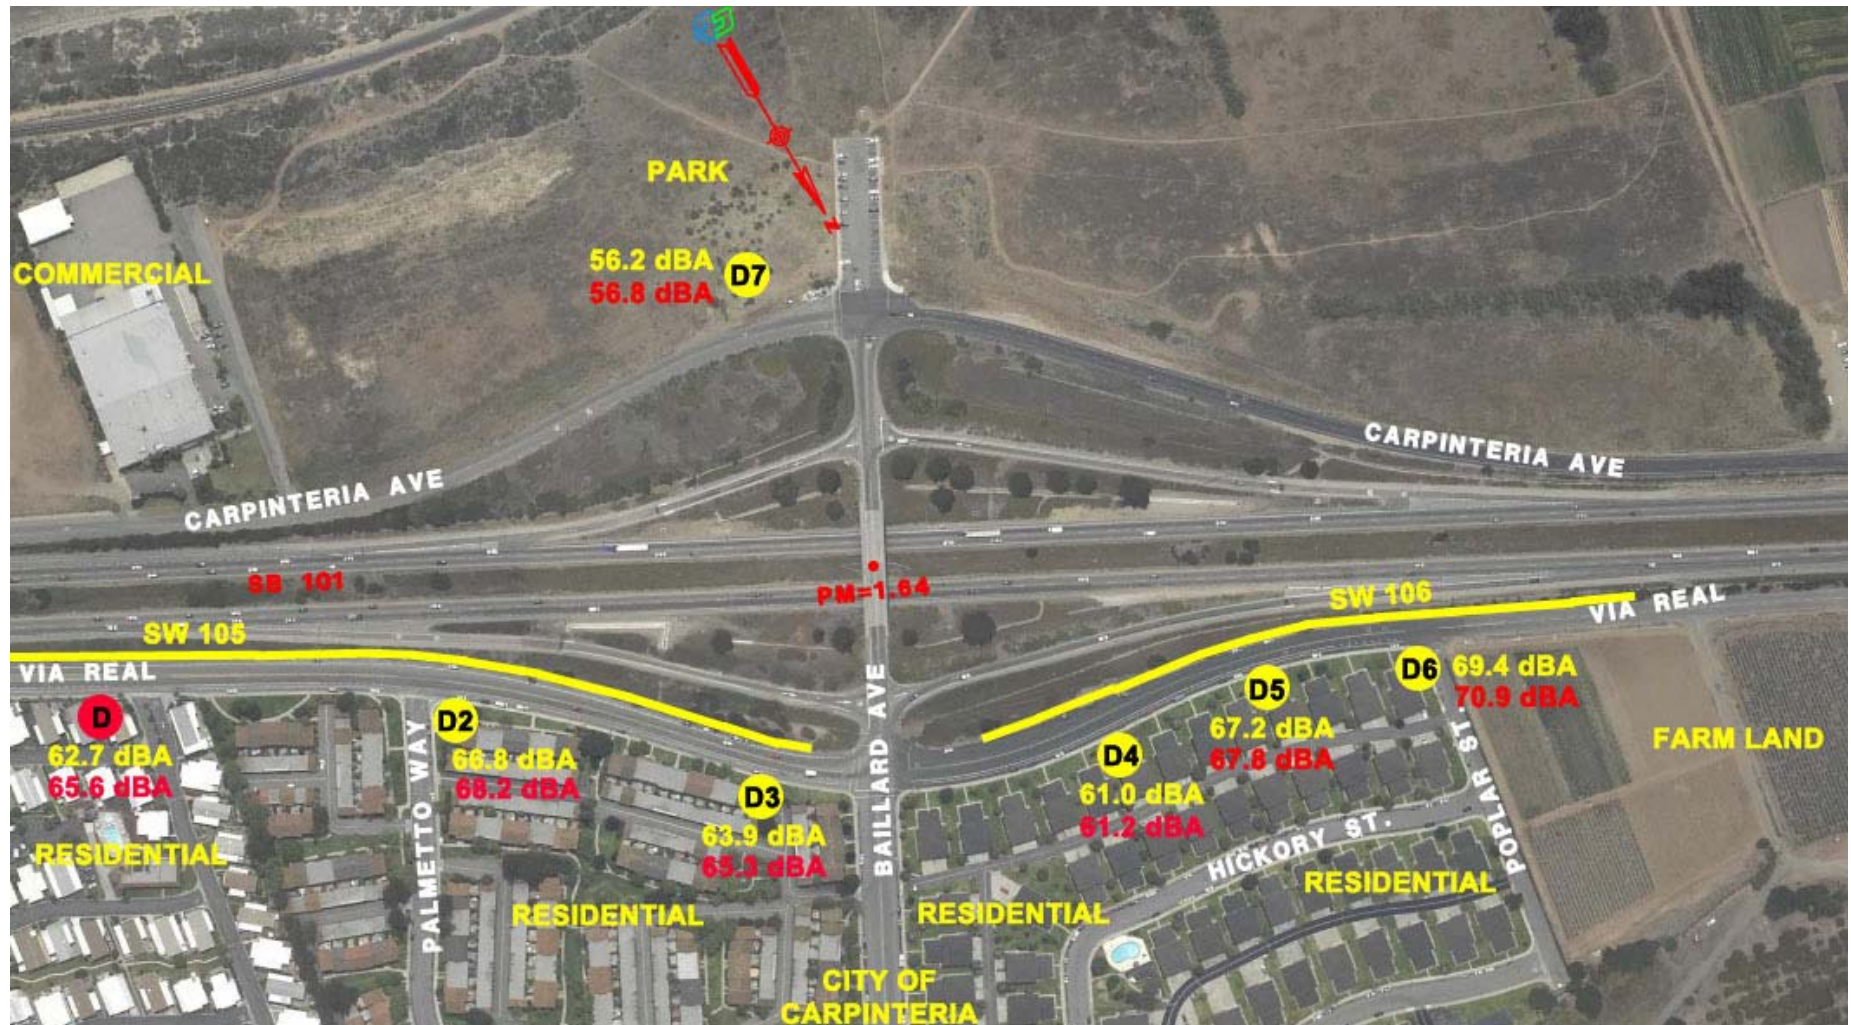 PARK
N
COMMERCIAL
56.2 dBA
56.8 dBA
D7
CARPINTERIA AVE
CARPINTERIA AVE
SB 101
PM=1.64
SW 105
SW 106
VIA REAL
VIA REAL
D
62.7 dBA
65.6 dBA
RESIDENTIAL
PALMETTO WAY
D2
66.8 dBA
68.2 dBA
D3
63.9 dBA
65.3 dBA
RESIDENTIAL
BAILLARD AVE
D4
61.0 dBA
61.2 dBA
D5
67.2 dBA
67.8 dBA
D6
69.4 dBA
70.9 dBA
HICKORY ST.
POPLAR ST
RESIDENTIAL
RESIDENTIAL
FARM LAND
CITY OF
CARPINTERIA